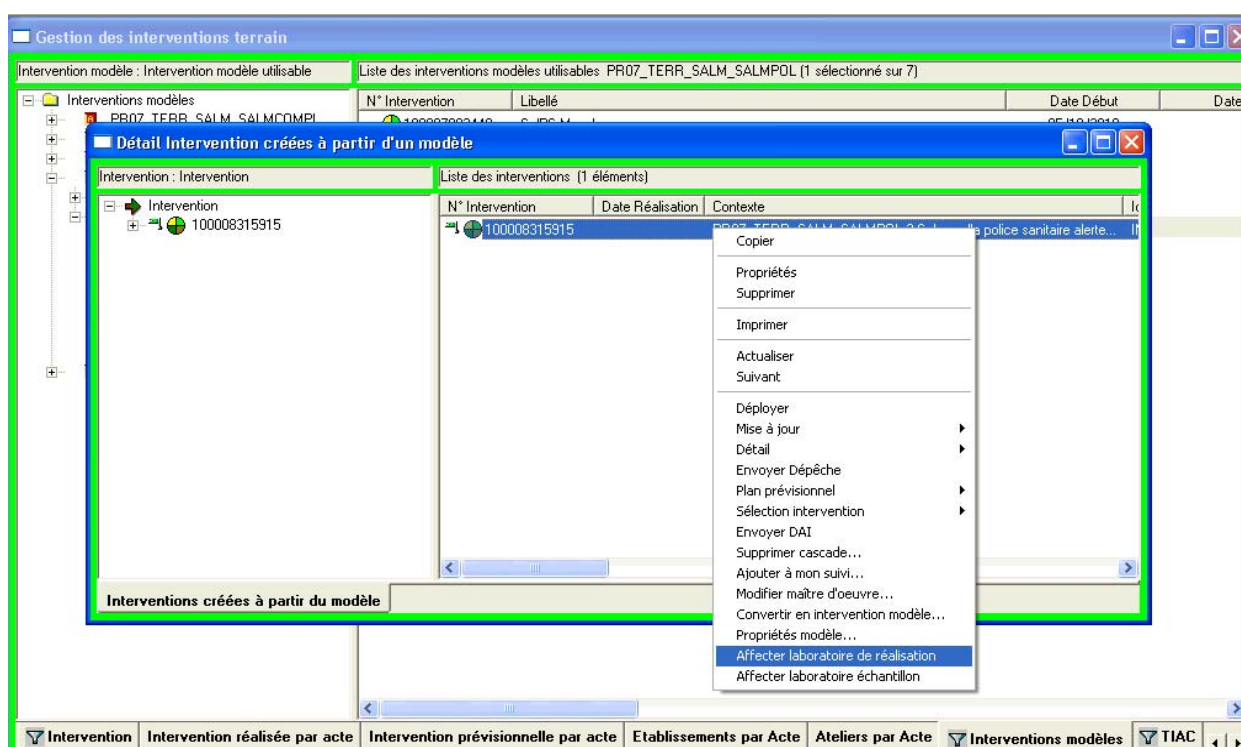 Gestion des interventions terrain
Intervention modèle : Intervention modèle utilisable
Liste des interventions modèles utilisables PR07_TERR_SALM_SALMPOL (1 sélectionné sur 7)
Interventions modèles
N° Intervention Libellé Date Début Date
PR07_TERR_SALM_SALMCOMPL
Détail Intervention créées à partir d'un modèle
Intervention : Intervention
Liste des interventions (1 éléments)
Intervention
100008315915
N° Intervention Date Réalisation Contexte
100008315915 police sanitaire alerte...
Copier
Propriétés
Supprimer
Imprimer
Actualiser
Suivant
Déployer
Mise à jour
Détail
Envoyer Dépêche
Plan prévisionnel
Sélection intervention
Envoyer DAI
Supprimer cascade...
Ajouter à mon suivi...
Modifier maître d'oeuvre...
Convertir en intervention modèle...
Propriétés modèle...
Affecter laboratoire de réalisation
Affecter laboratoire échantillon
Interventions créées à partir du modèle
Intervention Intervention réalisée par acte Intervention prévisionnelle par acte Etablissements par Acte Ateliers par Acte Interventions modèles TIAC